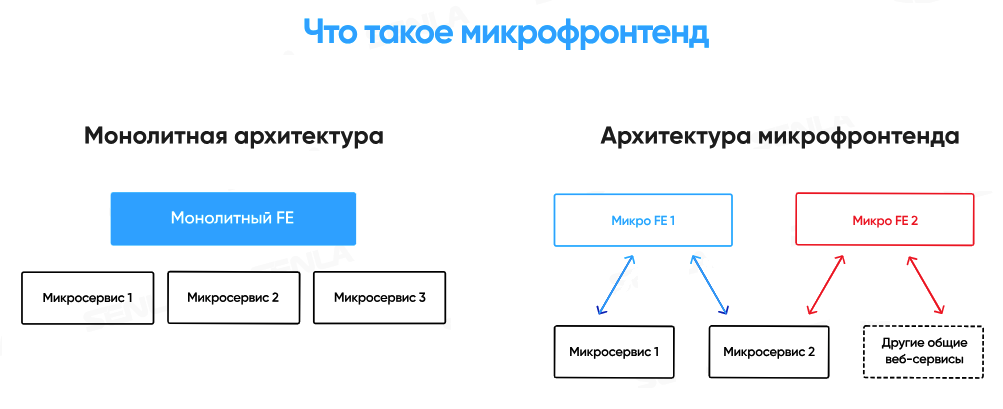 Что такое микрофронтенд
Монолитная архитектура
Монолитный FE
Микросервис 1
Микросервис 2
Микросервис 3
Архитектура микрофронтенда
Микро FE 1
Микро FE 2
Микросервис 1
Микросервис 2
Другие общие
веб-сервисы